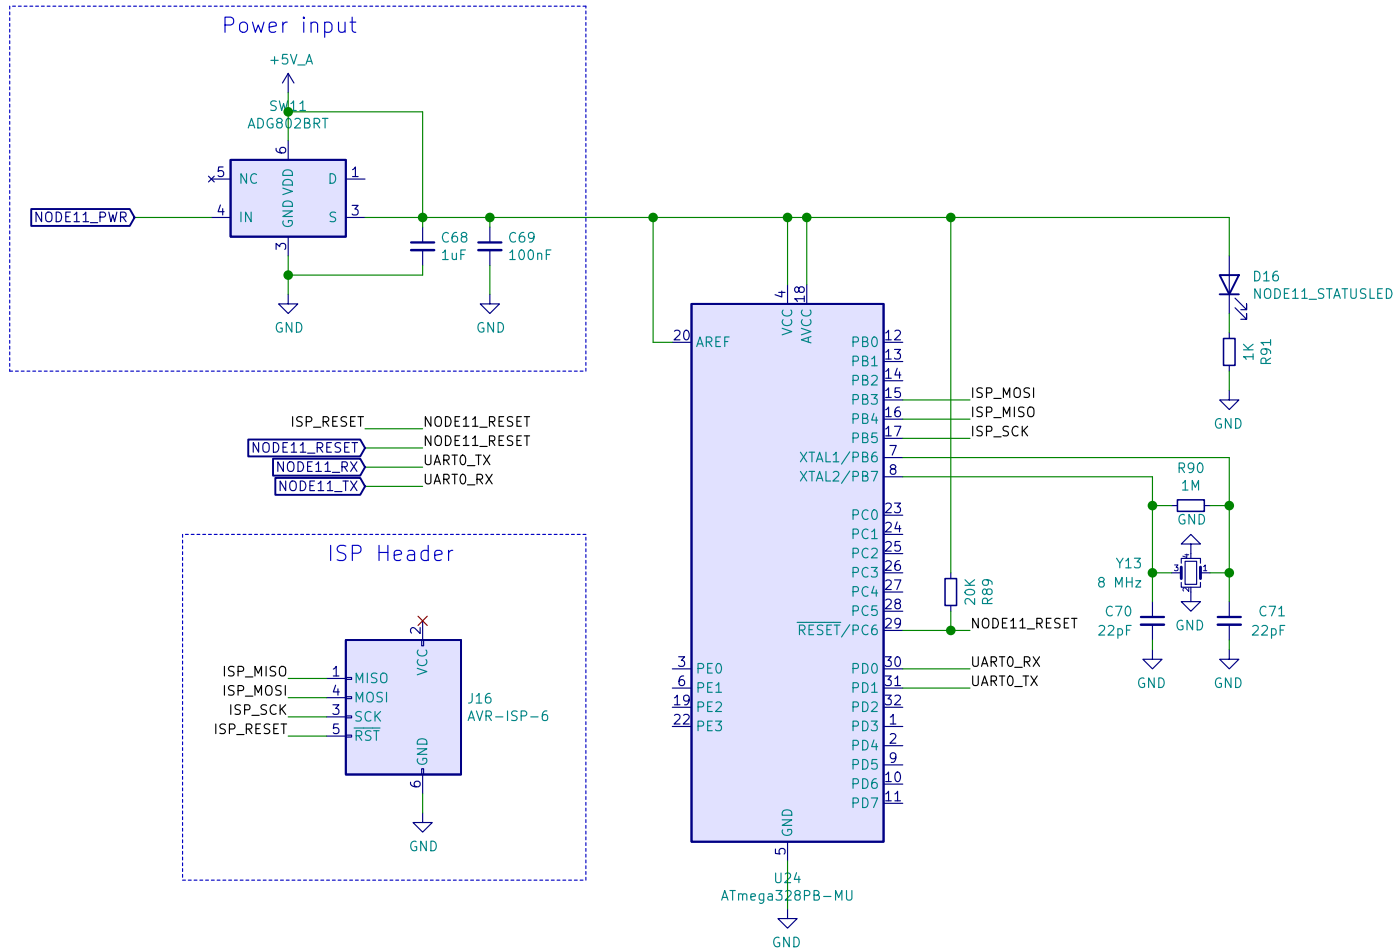 Power input
+5V_A
SW11
ADG802BRT
6
5
NC
VDD
D
1
NODE11_PWR
4
IN
GND
S
3
3
GND
C68
1uF
C69
100nF
GND
ISP_RESET
NODE11_RESET
NODE11_RESET
NODE11_RESET
NODE11_RX
UART0_TX
NODE11_TX
UART0_RX
ISP Header
2
VCC
ISP_MISO
1
MISO
ISP_MOSI
4
MOSI
ISP_SCK
3
SCK
ISP_RESET
5
RST
GND
6
J16
AVR-ISP-6
GND
4
18
VCC
AVCC
20
AREF
PB0
12
PB1
13
PB2
14
PB3
15
ISP_MOSI
PB4
16
ISP_MISO
PB5
17
ISP_SCK
XTAL1/PB6
7
XTAL2/PB7
8
PC0
23
PC1
24
PC2
25
PC3
26
PC4
27
PC5
28
RESET/PC6
29
NODE11_RESET
3
PE0
6
PE1
19
PE2
22
PE3
PD0
30
UART0_RX
PD1
31
UART0_TX
PD2
32
PD3
1
PD4
2
PD5
9
PD6
10
PD7
11
GND
5
U24
ATmega328PB-MU
GND
20K
R89
D16
NODE11_STATUSLED
1K
R91
GND
R90
1M
GND
Y13
8 MHz
4
3
1
2
GND
C70
22pF
C71
22pF
GND
GND